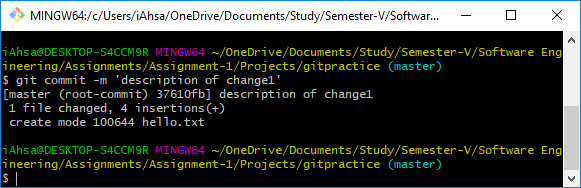 MINGW64:/c/Users/iAhsa/OneDrive/Documents/Study/Semester-V/Softwar...
iAhsa@DESKTOP-S4CCM9R MINGW64 ~/OneDrive/Documents/Study/Semester-V/Software Eng
ineering/Assignments/Assignment-1/Projects/gitpractice (master)
$ git commit -m 'description of change1'
[master (root-commit) 37610fb] description of change1
 1 file changed, 4 insertions(+)
 create mode 100644 hello.txt
iAhsa@DESKTOP-S4CCM9R MINGW64 ~/OneDrive/Documents/Study/Semester-V/Software Eng
ineering/Assignments/Assignment-1/Projects/gitpractice (master)
$